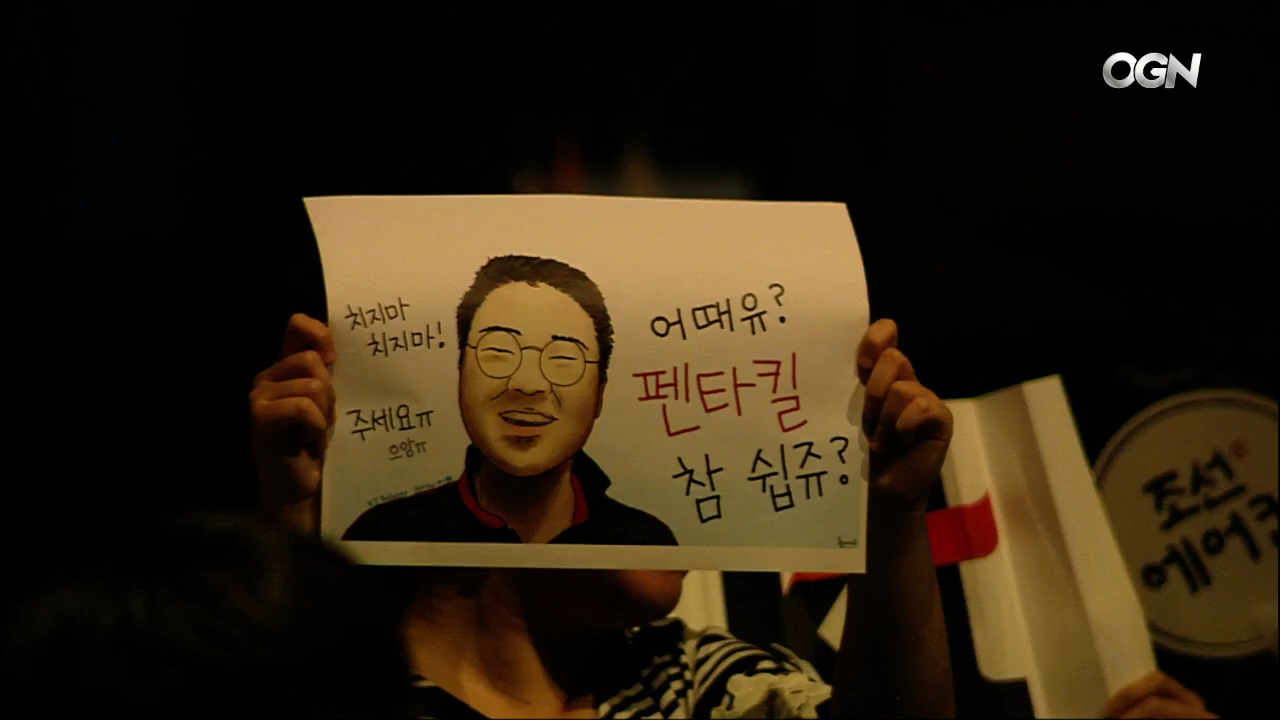 OGN
치지마
치지마!
주세요ㅠ
으앙ㅠ
어때유?
펜타킬
참 쉽쥬?
조선
에어